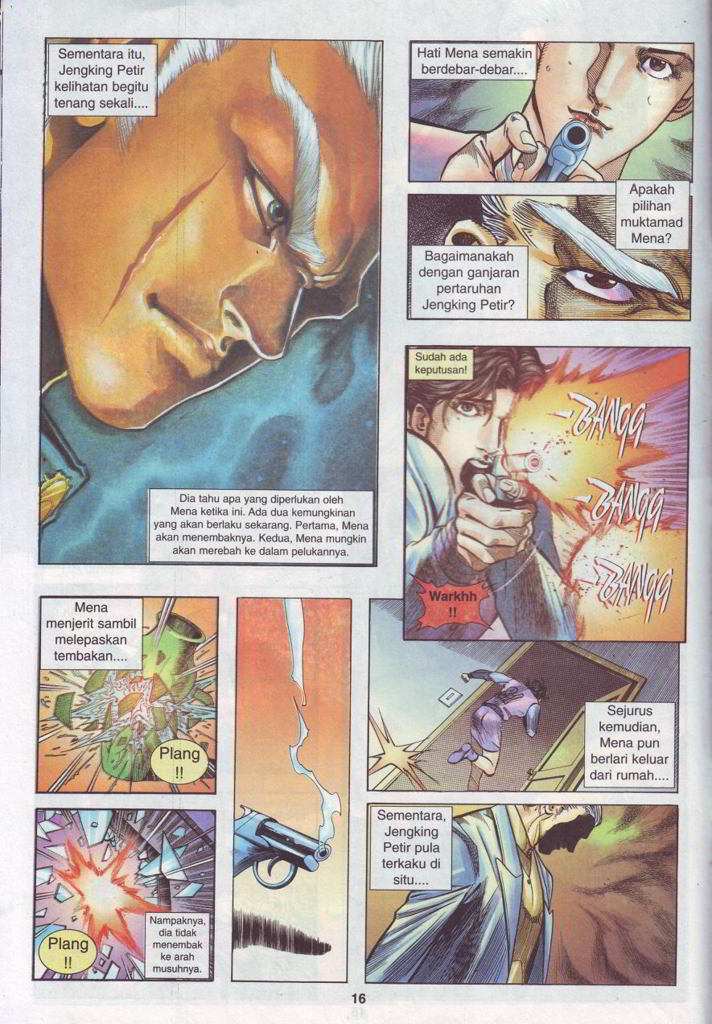 Sementara itu,
Jengking Petir
kelihatan begitu
tenang sekali....
Dia tahu apa yang diperlukan oleh
Mena ketika ini. Ada dua kemungkinan
yang akan berlaku sekarang. Pertama, Mena
akan menembaknya. Kedua, Mena mungkin
akan merebah ke dalam pelukannya.
Hati Mena semakin
berdebar-debar....
Apakah
pilihan
muktamad
Mena?
Bagaimanakah
dengan ganjaran
pertaruhan
Jengking Petir?
Sudah ada
keputusan!
BANGG
BANGG
BANGG
Warkhh
!!
Mena
menjerit sambil
melepaskan
tembakan....
Plang
!!
Plang
!!
Nampaknya,
dia tidak
menembak
ke arah
musuhnya.
Sejurus
kemudian,
Mena pun
berlari keluar
dari rumah....
Sementara,
Jengking
Petir pula
terkaku di
situ....
16